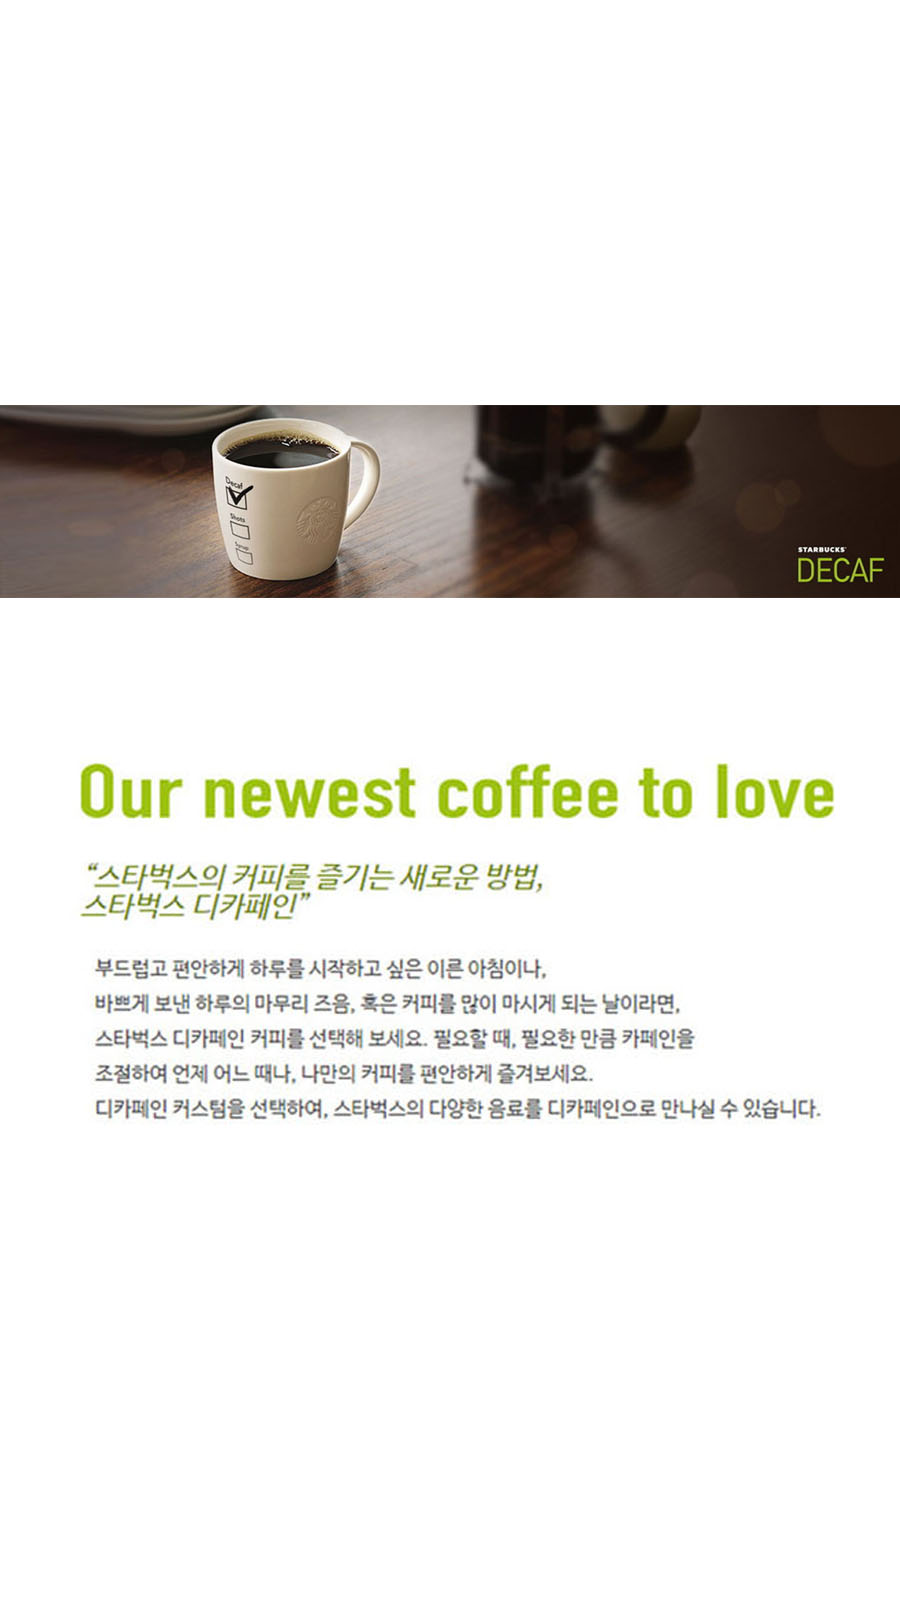 Decaf
Shots
Syrup
STARBUCKS
DECAF
Our newest coffee to love
“스타벅스의 커피를 즐기는 새로운 방법,
스타벅스 디카페인”
부드럽고 편안하게 하루를 시작하고 싶은 이른 아침이나,
바쁘게 보낸 하루의 마무리 즈음, 혹은 커피를 많이 마시게 되는 날이라면,
스타벅스 디카페인 커피를 선택해 보세요. 필요할 때, 필요한 만큼 카페인을
조절하여 언제 어느 때나, 나만의 커피를 편안하게 즐겨보세요.
디카페인 커스텀을 선택하여, 스타벅스의 다양한 음료를 디카페인으로 만나실 수 있습니다.